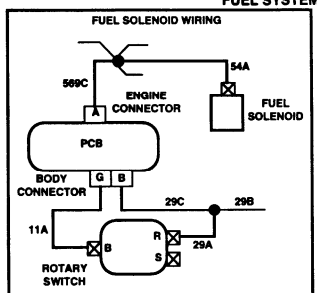 FUEL SYSTEM
FUEL SOLENOID WIRING
54A
569C
ENGINE
CONNECTOR
A
FUEL
SOLENOID
PCB
BODY
CONNECTOR
G B
29C 29B
11A
R
B
29A
S
ROTARY
SWITCH